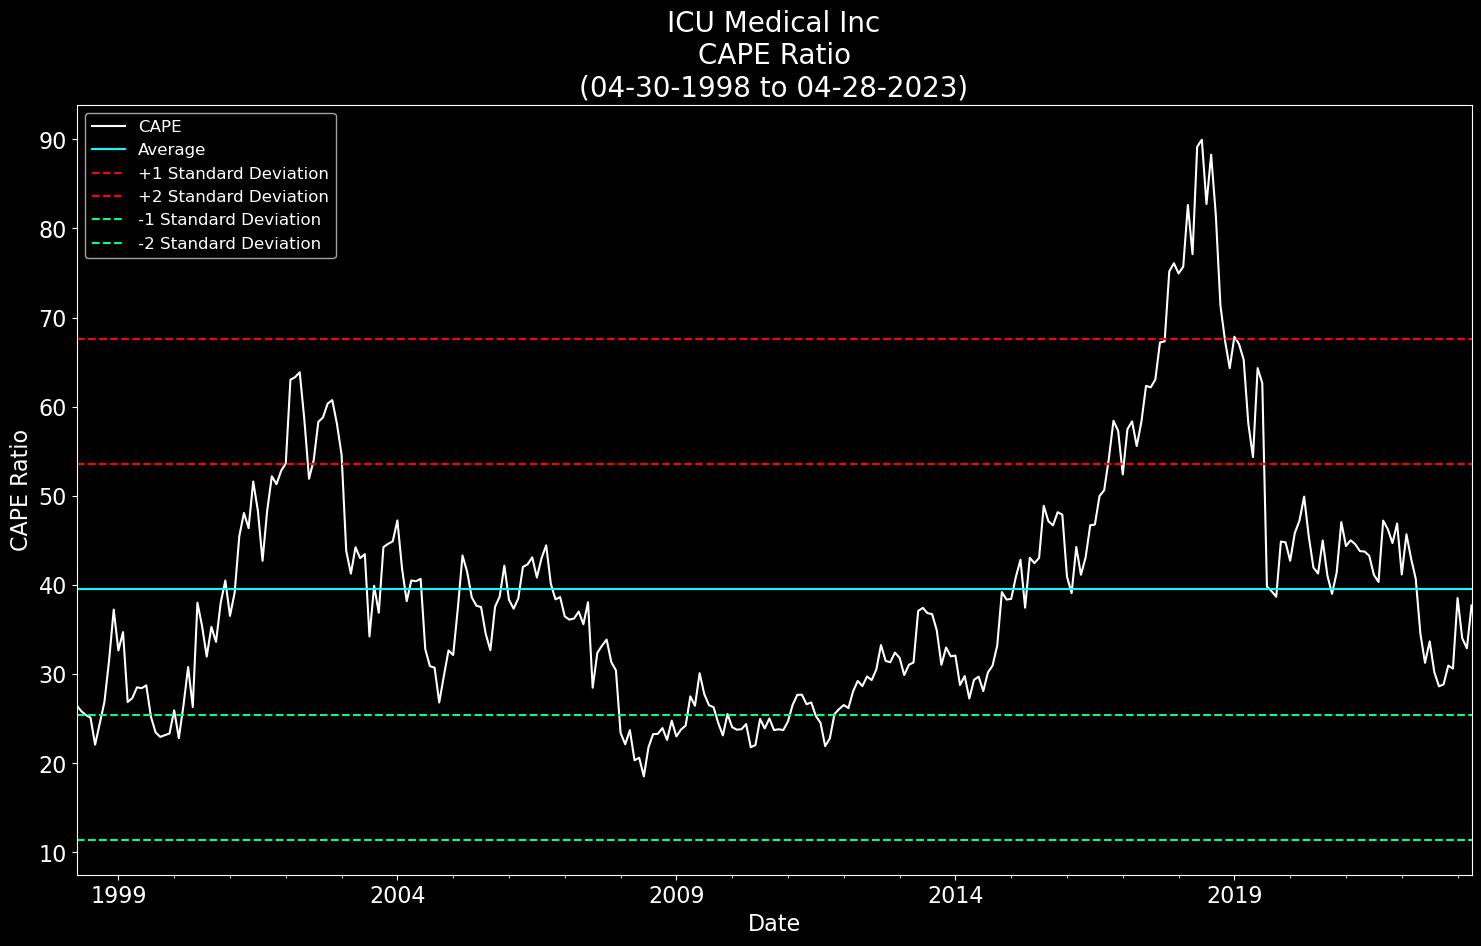 ICU Medical Inc
CAPE Ratio
(04-30-1998 to 04-28-2023)
CAPE
Average
+1 Standard Deviation
+2 Standard Deviation
-1 Standard Deviation
-2 Standard Deviation
90
80
70
60
50
40
30
20
10
CAPE Ratio
1999 2004 2009 2014 2019
Date